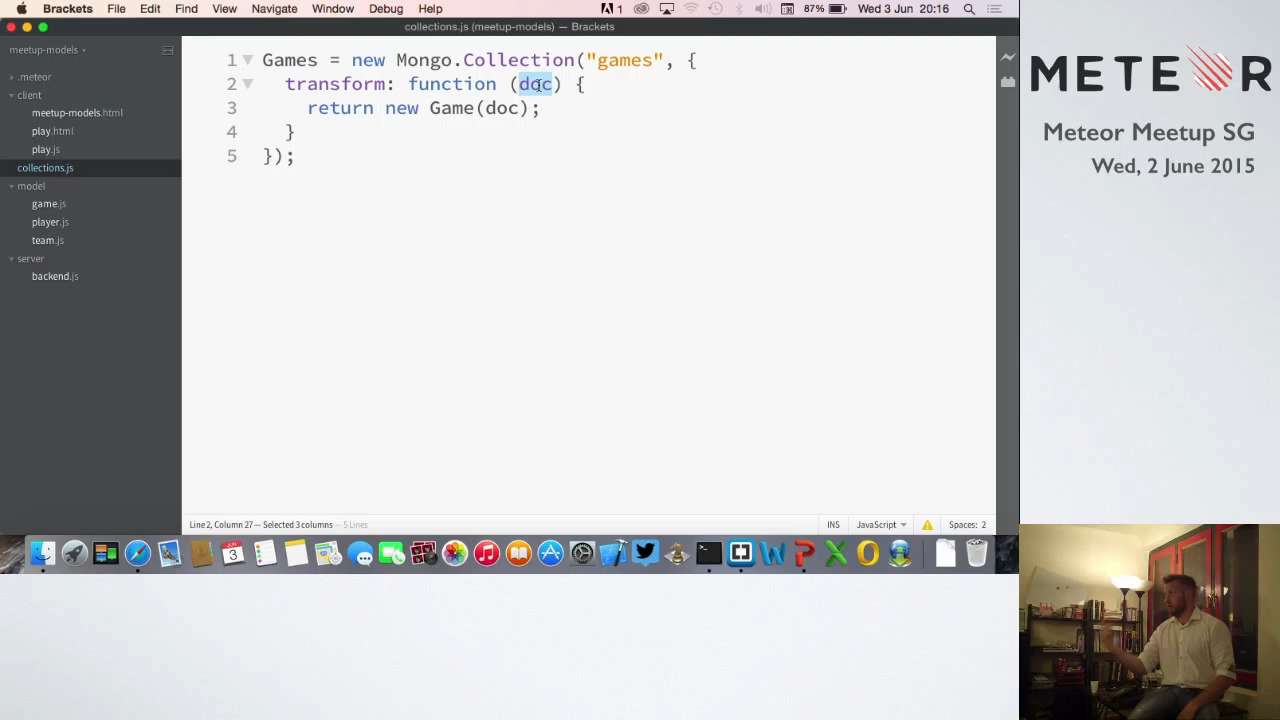 Brackets File Edit Find View Navigate Window Debug Help 1 87% Wed 3 Jun 20:16
collections.js (meetup-models) — Brackets
meetup-models
.meteor
client
meetup-models.html
play.html
play.js
collections.js
model
game.js
player.js
team.js
server
backend.js
1 Games = new Mongo.Collection("games", {
2 transform: function (doc) {
3 return new Game(doc);
4 }
5 });
Line 2, Column 27 — Selected 3 columns — 5 Lines
INS JavaScript Spaces: 2
3
METEOR
Meteor Meetup SG
Wed, 2 June 2015